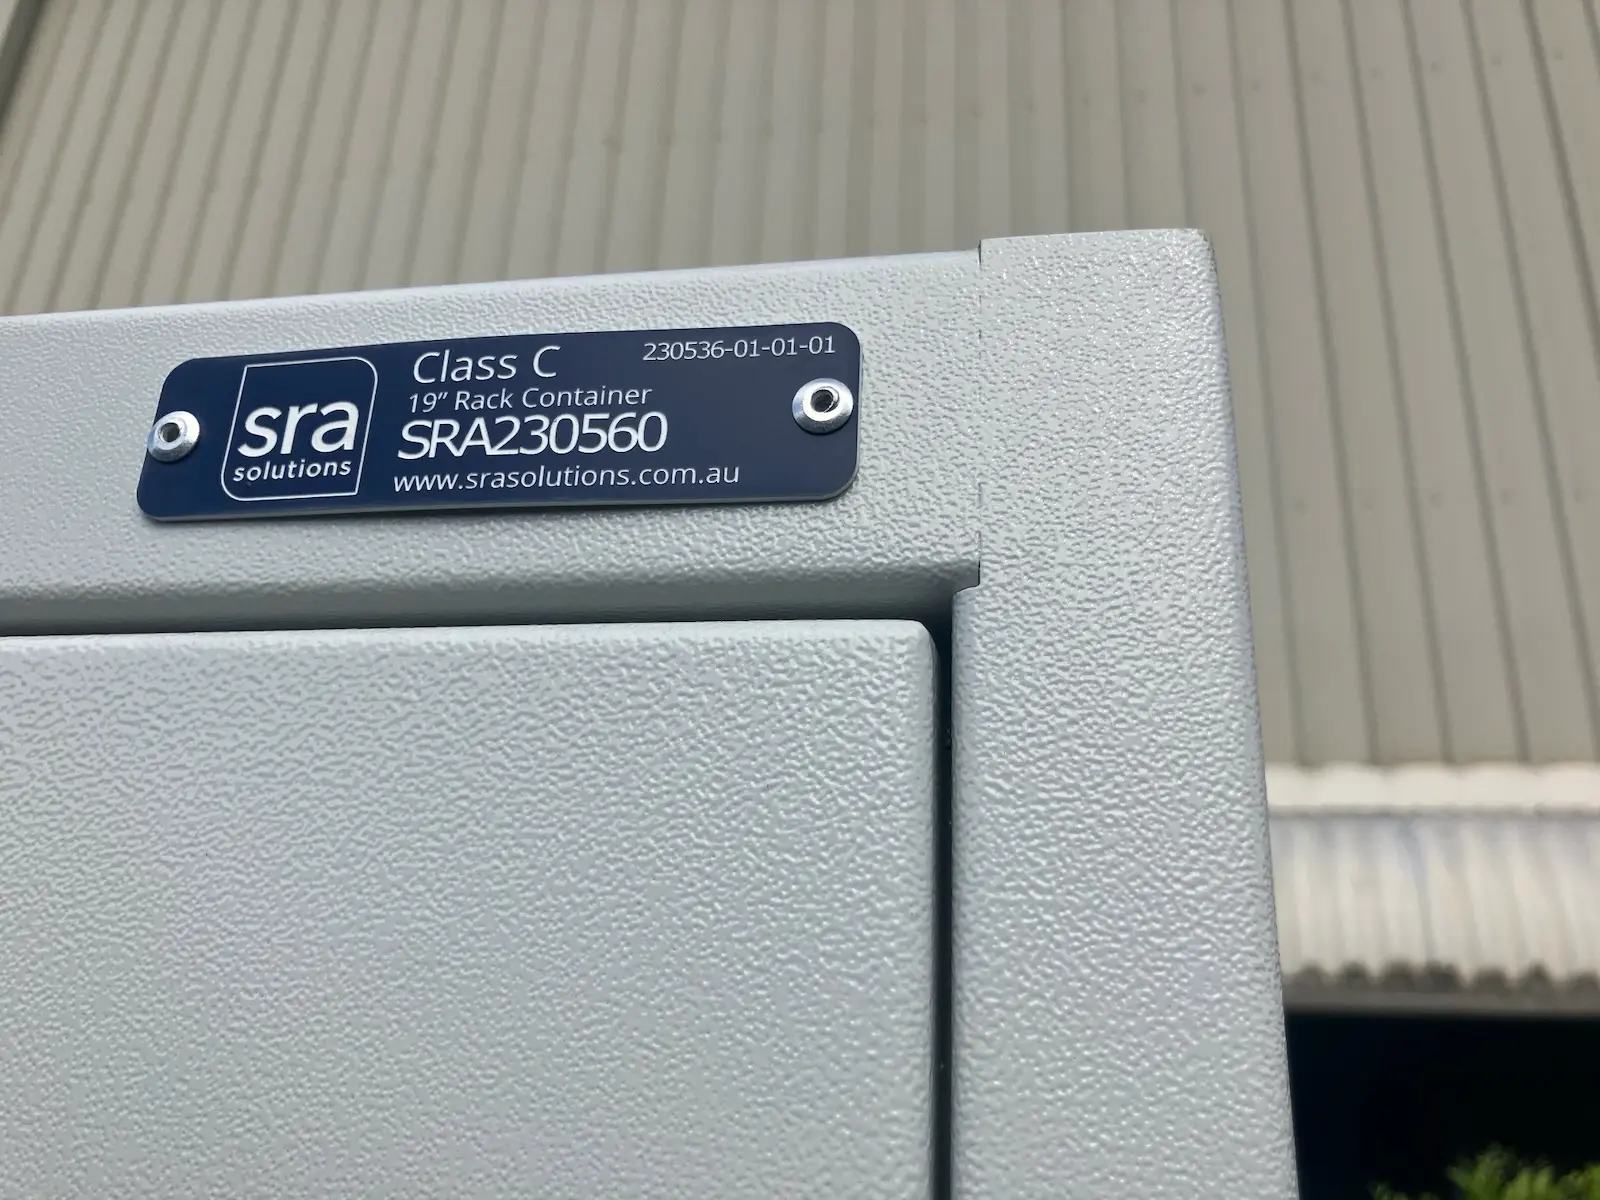 sra
solutions
Class C
230536-01-01-01
19” Rack Container
SRA230560
www.srasolutions.com.au